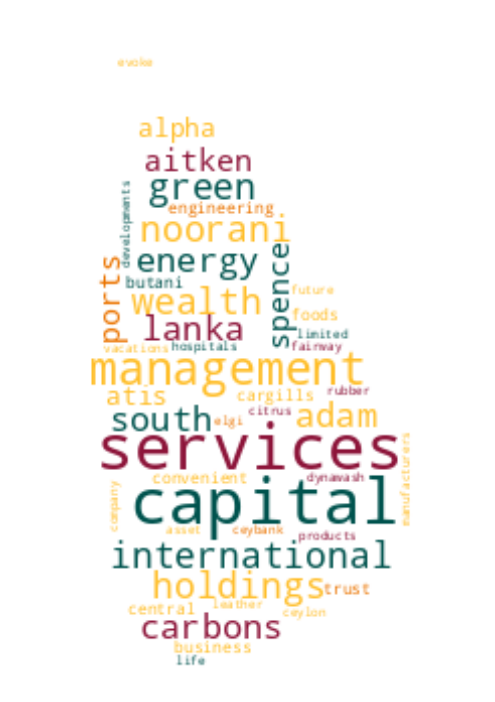 evoke
alpha
aitken
green
developments
engineering
noorani
energy
spence
ports
butani
wealth
future
foods
lanka
limited
vacations
hospitals
fairway
management
atis
cargills
rubber
south
elgi
citrus
adam
services
manufacturers
convenient
dynawash
company
capital
asset
ceybank
products
international
holdings
trust
central
leather
ceylon
carbons
business
life